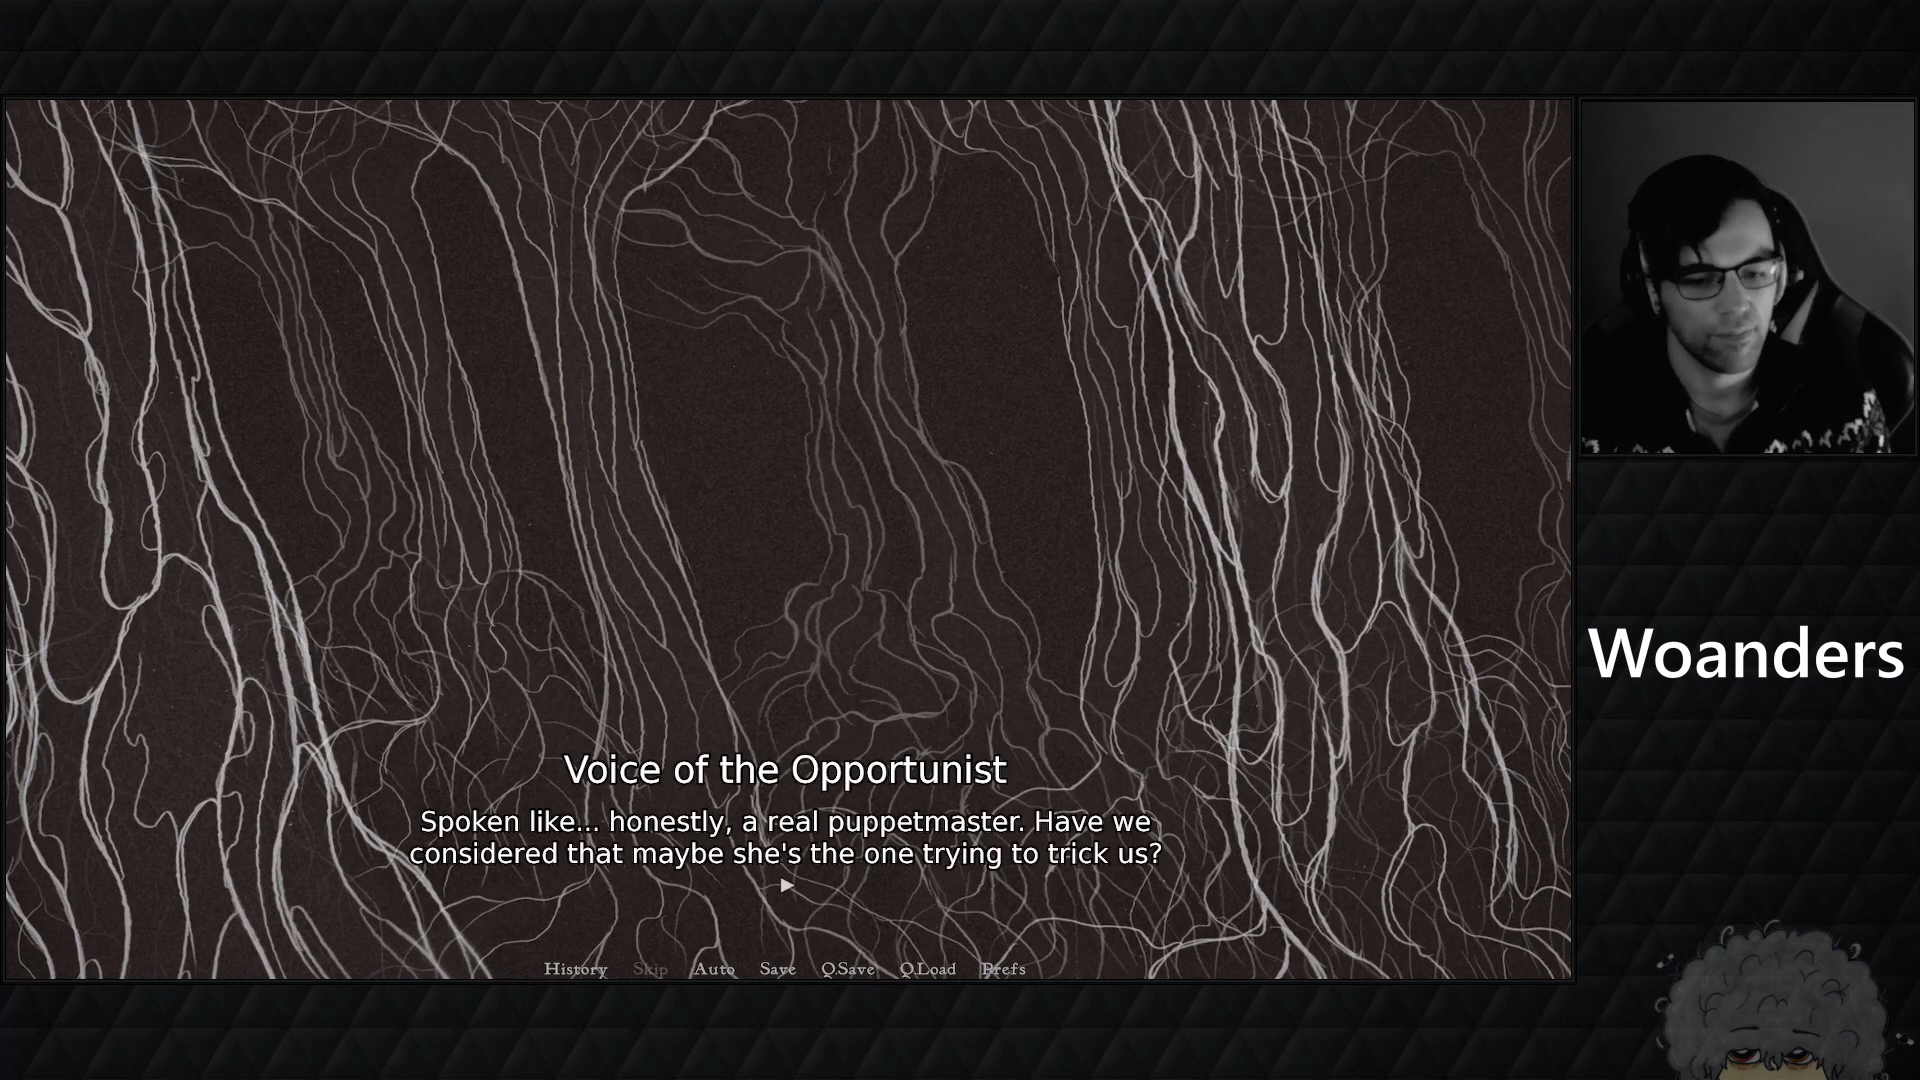 Woanders
Voice of the Opportunist
Spoken like... honestly, a real puppetmaster. Have we
considered that maybe she's the one trying to trick us?
History Skip Auto Save Q.Save Q.Load Prefs